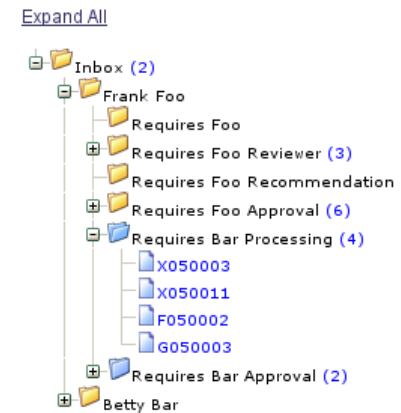 Expand All
Inbox (2)
Frank Foo
Requires Foo
Requires Foo Reviewer (3)
Requires Foo Recommendation
Requires Foo Approval (6)
Requires Bar Processing (4)
X050003
X050011
F050002
G050003
Requires Bar Approval (2)
Betty Bar